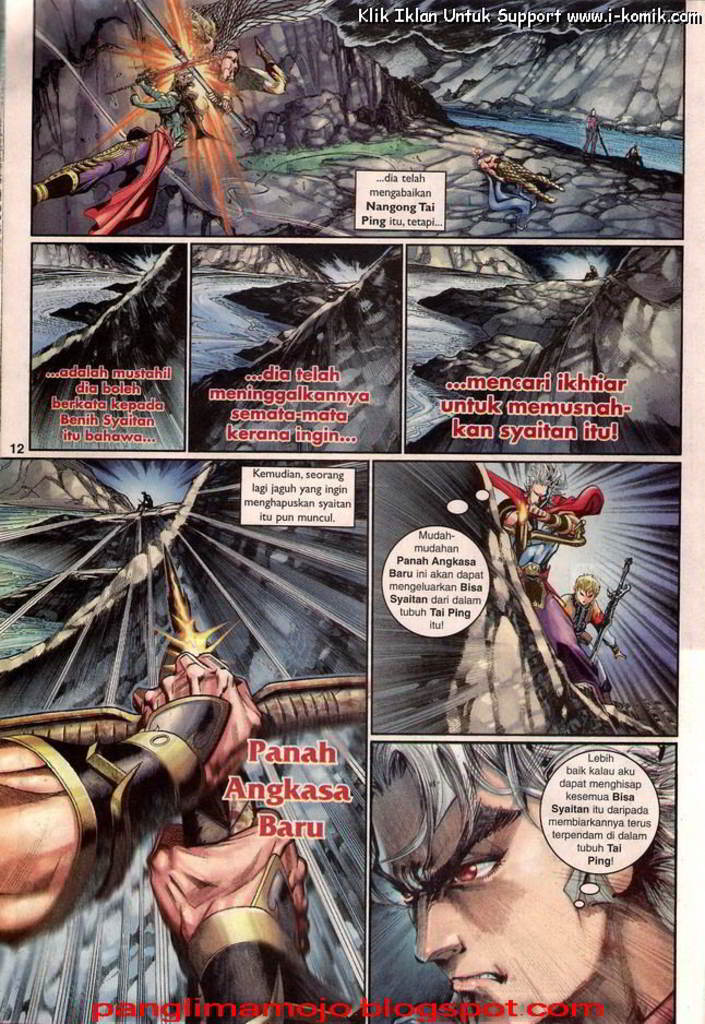 Klik Iklan Untuk Support www.i-komik.com
...dia telah
mengabaikan
Nangong Tai
Ping itu, tetapi...
...adalah mustahil
dia boleh
berkata kepada
Benih Syaitan
itu bahawa...
...dia telah
meninggalkannya
semata-mata
kerana ingin...
...mencari ikhtiar
untuk memusnah-
kan syaitan itu!
12
Kemudian, seorang
lagi jaguh yang ingin
menghapuskan syaitan
itu pun muncul.
Panah
Angkasa
Baru
Mudah-
mudahan
Panah Angkasa
Baru ini akan dapat
mengeluarkan Bisa
Syaitan dari dalam
tubuh Tai Ping
itu!
Lebih
baik kalau aku
dapat menghisap
kesemua Bisa
Syaitan itu daripada
membiarkannya terus
terpendam di dalam
tubuh Tai
Ping!
panglimamojo.blogspot.com